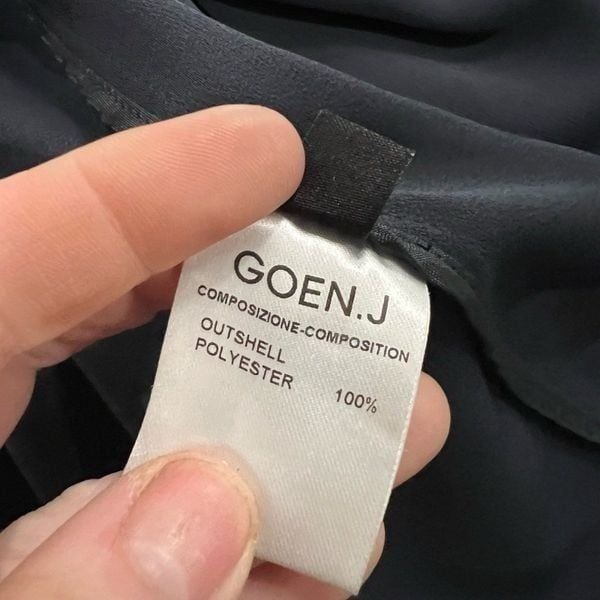 GOEN.J
COMPOSIZIONE-COMPOSITION
OUTSHELL
POLYESTER 100%